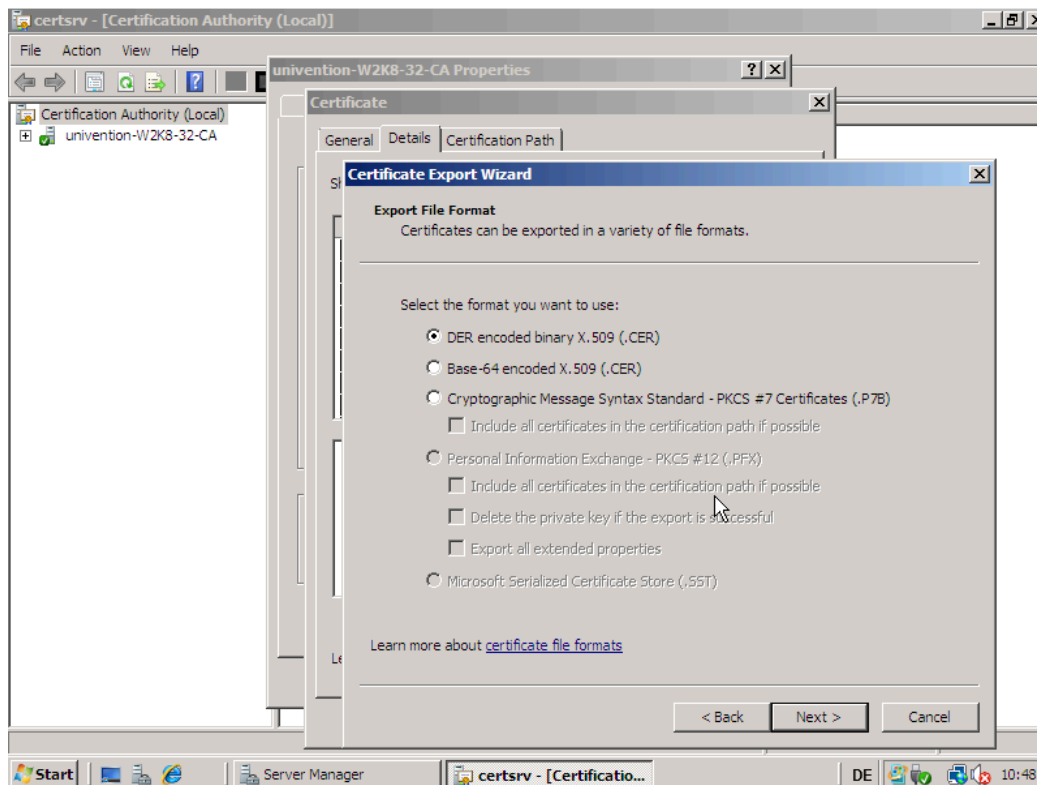 certsrv - [Certification Authority (Local)]
File Action View Help
univention-W2K8-32-CA Properties
Certification Authority (Local)
univention-W2K8-32-CA
Certificate
General Details Certification Path
Certificate Export Wizard
Export File Format
Certificates can be exported in a variety of file formats.
Select the format you want to use:
DER encoded binary X.509 (.CER)
Base-64 encoded X.509 (.CER)
Cryptographic Message Syntax Standard - PKCS #7 Certificates (.P7B)
Include all certificates in the certification path if possible
Personal Information Exchange - PKCS #12 (.PFX)
Include all certificates in the certification path if possible
Delete the private key if the export is successful
Export all extended properties
Microsoft Serialized Certificate Store (.SST)
Learn more about certificate file formats
< Back Next > Cancel
Start Server Manager certsrv - [Certificatio... DE 10:48